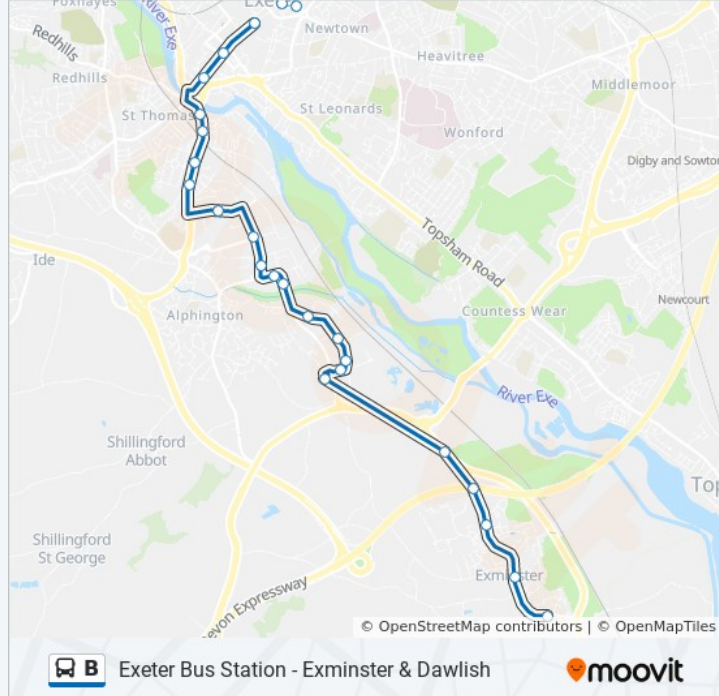 Foxhayes
River Exe
Exe
Newtown
Redhills
Heavitree
Redhills
Middlemoor
St Leonards
St Thomas
Wonford
Digby and Sowton
Topsham Road
Ide
Newcourt
Countess Wear
Alphington
River Exe
Shillingford
Abbot
Top
Shillingford
St George
Exminster
evon Expressway
© OpenStreetMap contributors | © OpenMapTiles
B Exeter Bus Station - Exminster & Dawlish
moovit